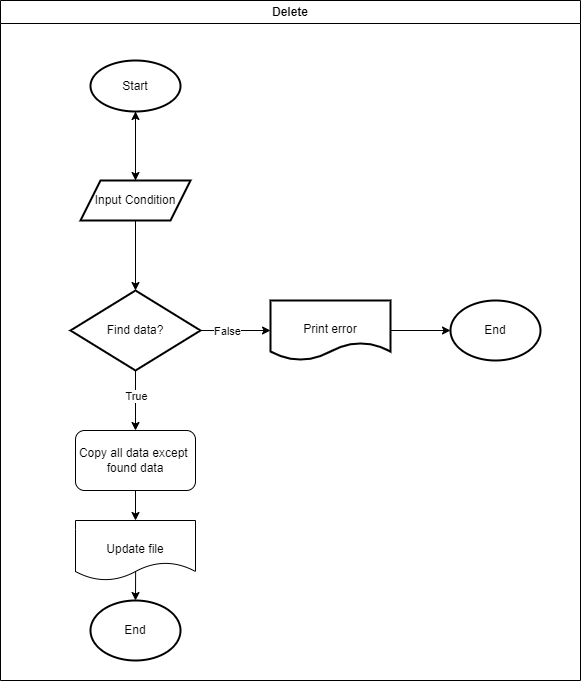 Delete
Start
Input Condition
Find data?
False
Print error
End
True
Copy all data except
found data
Update file
End